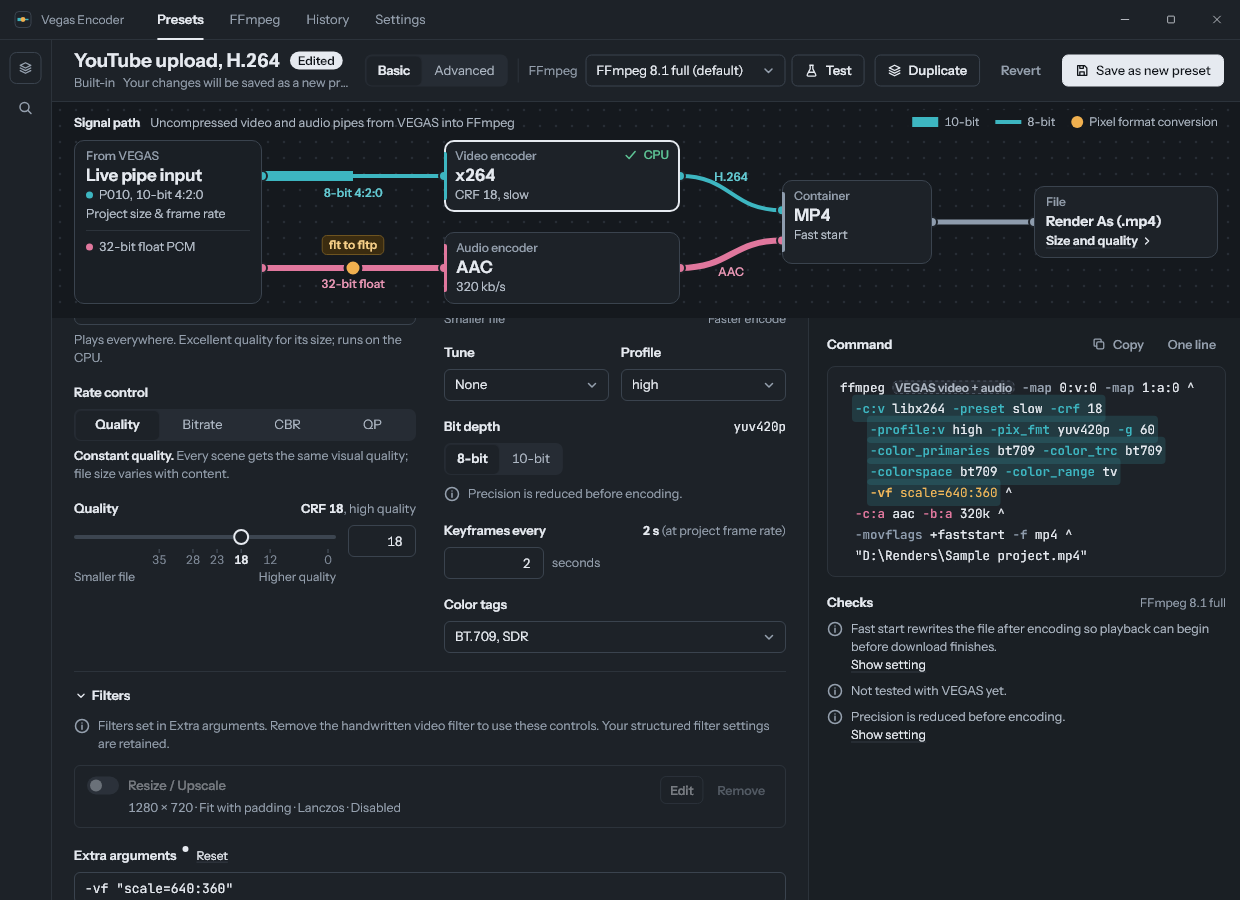 Vegas Encoder Presets FFmpeg History Settings
YouTube upload, H.264 Edited
Built-in Your changes will be saved as a new pr...
Basic Advanced FFmpeg FFmpeg 8.1 full (default) Test Duplicate Revert Save as new preset
Signal path Uncompressed video and audio pipes from VEGAS into FFmpeg
10-bit 8-bit Pixel format conversion
From VEGAS
Live pipe input
P010, 10-bit 4:2:0
Project size & frame rate
32-bit float PCM
8-bit 4:2:0
flt to fltp
32-bit float
Video encoder CPU
x264
CRF 18, slow
Audio encoder
AAC
320 kb/s
H.264
AAC
Container
MP4
Fast start
File
Render As (.mp4)
Size and quality
Plays everywhere. Excellent quality for its size; runs on the
CPU.
Rate control
Quality Bitrate CBR QP
Constant quality. Every scene gets the same visual quality;
file size varies with content.
Quality CRF 18, high quality
18
35 28 23 18 12 0
Smaller file Higher quality
Smaller file Faster encode
Tune Profile
None high
Bit depth yuv420p
8-bit 10-bit
Precision is reduced before encoding.
Keyframes every 2 s (at project frame rate)
2 seconds
Color tags
BT.709, SDR
Filters
Filters set in Extra arguments. Remove the handwritten video filter to use these controls. Your structured filter settings
are retained.
Resize / Upscale
1280 × 720 · Fit with padding · Lanczos · Disabled
Edit Remove
Extra arguments Reset
-vf "scale=640:360"
Command Copy One line
ffmpeg VEGAS video + audio -map 0:v:0 -map 1:a:0 ^
-c:v libx264 -preset slow -crf 18
-profile:v high -pix_fmt yuv420p -g 60
-color_primaries bt709 -color_trc bt709
-colorspace bt709 -color_range tv
-vf scale=640:360 ^
-c:a aac -b:a 320k ^
-movflags +faststart -f mp4 ^
"D:\Renders\Sample project.mp4"
Checks FFmpeg 8.1 full
Fast start rewrites the file after encoding so playback can begin
before download finishes.
Show setting
Not tested with VEGAS yet.
Precision is reduced before encoding.
Show setting